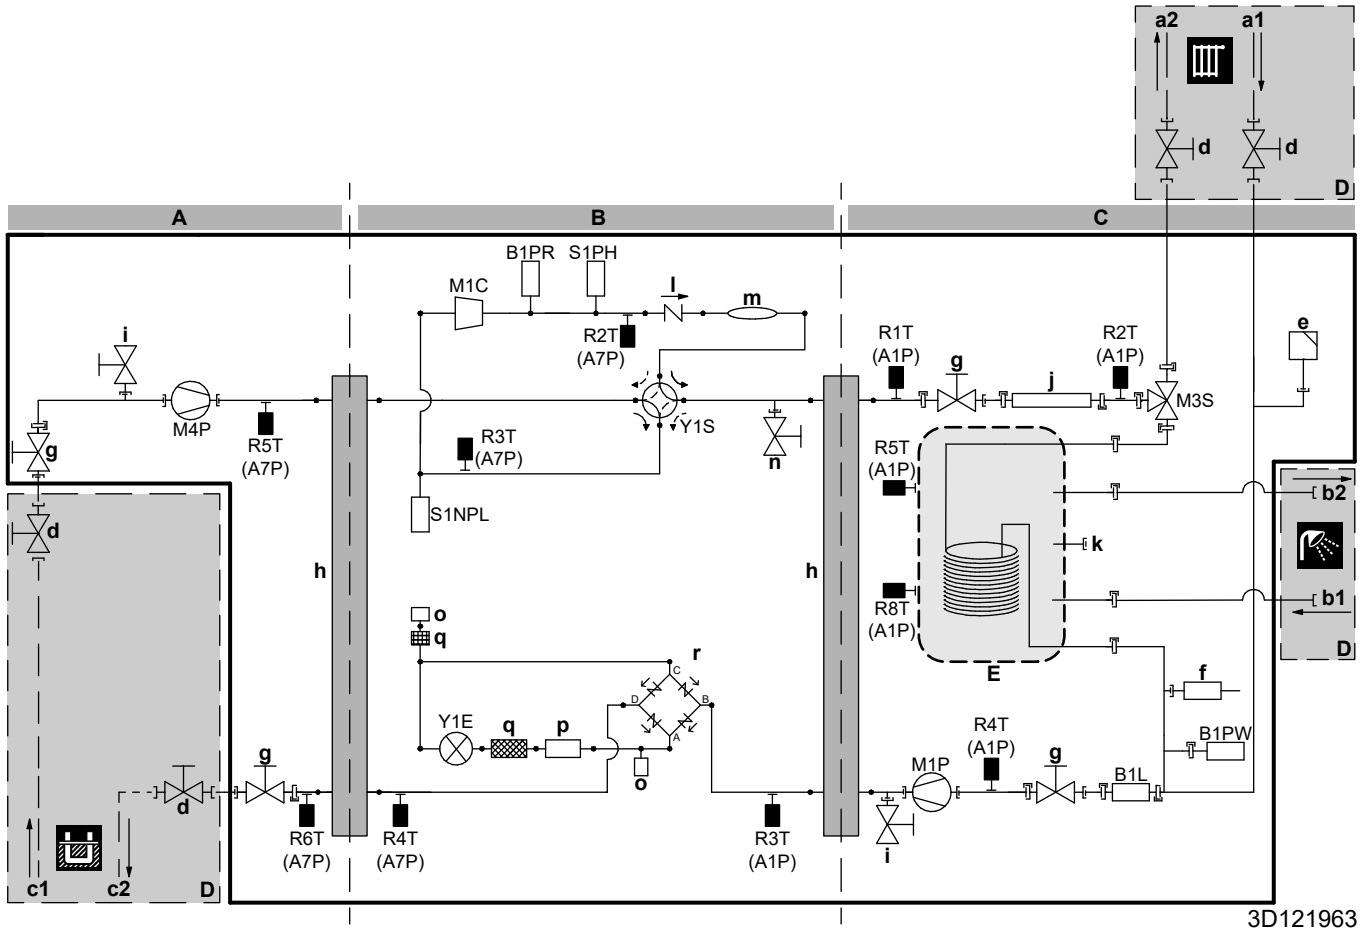 a2 a1
d d
D
A B C
B1PR S1PH
M1C l m
i R2T
(A7P)
R1T
(A1P)
g j R2T
(A1P)
e
M4P M3S
R5T
(A7P)
R3T
(A7P)
Y1S
g n R5T
(A1P)
d S1NPL b2
k
h h
R8T
(A1P)
b1
o
q r E D
C
D B
A
f
Y1E q p
g o M1P R4T
(A1P)
g B1L B1PW
d
R6T
(A7P)
R4T
(A7P)
R3T
(A1P)
i
c1 c2 D
3D121963